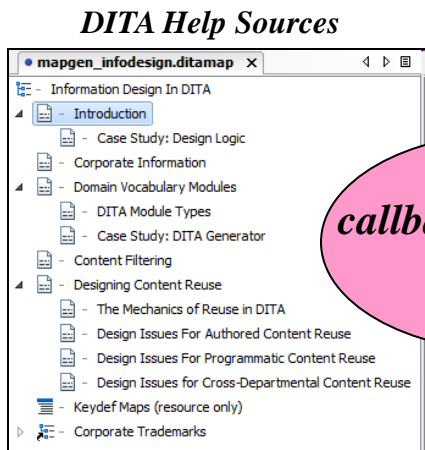 DITA Help Sources
mapgen_infodesign.ditamap
- Information Design In DITA
- Introduction
- Case Study: Design Logic
- Corporate Information
- Domain Vocabulary Modules
- DITA Module Types
- Case Study: DITA Generator
- Content Filtering
- Designing Content Reuse
- The Mechanics of Reuse in DITA
- Design Issues For Authored Content Reuse
- Design Issues For Programmatic Content Reuse
- Design Issues for Cross-Departmental Content Reuse
- Keydef Maps (resource only)
- Corporate Trademarks